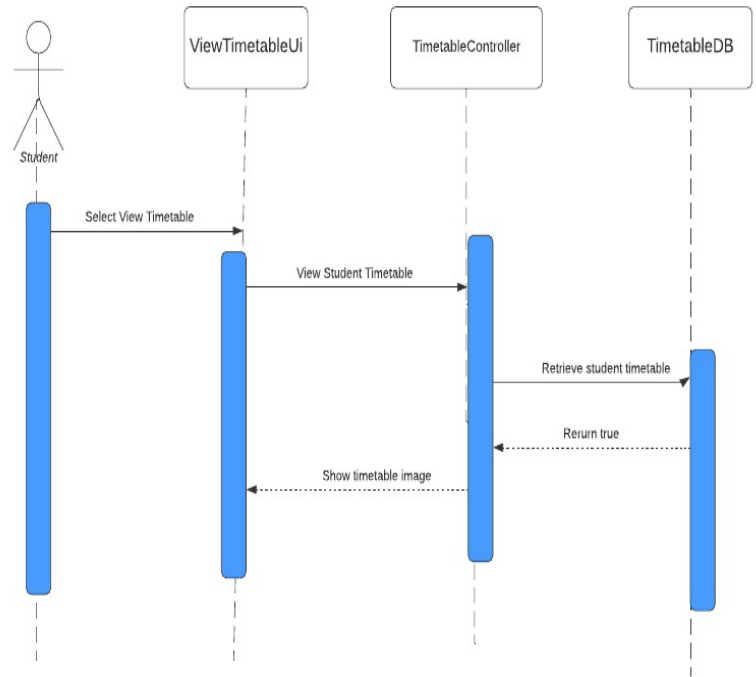 ViewTimetableUi
TimetableController
TimetableDB
Student
Select View Timetable
View Student Timetable
Retrieve student timetable
Rerurn true
Show timetable image